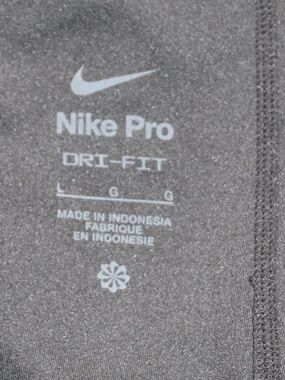 Nike Pro
DRI-FIT
L G G
MADE IN INDONESIA
FABRIQUE
EN INDONESIE